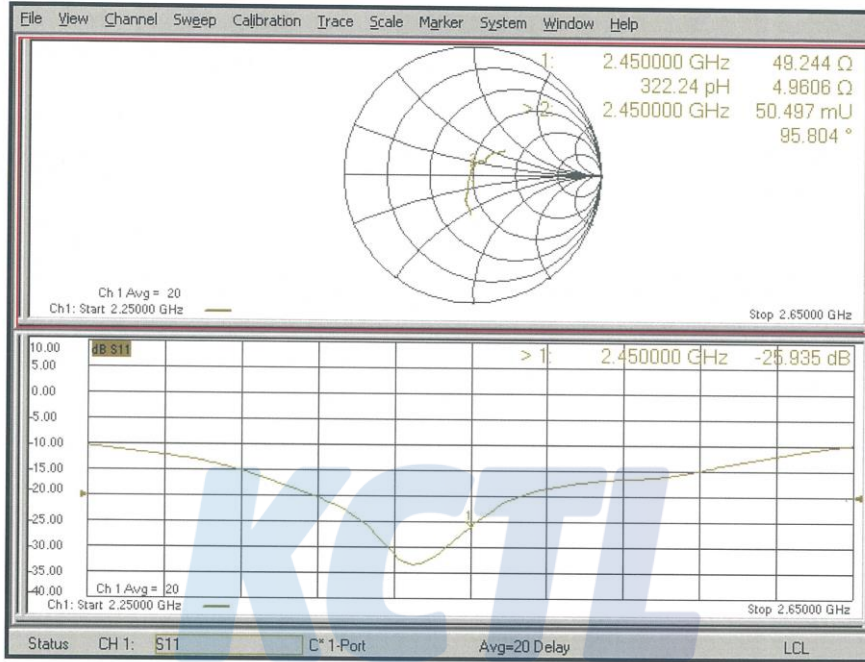 File View Channel Sweep Calibration Trace Scale Marker System Window Help
1: 2.450000 GHz 49.244 Ω
322.24 pH 4.9606 Ω
> 2: 2.450000 GHz 50.497 mU
95.804 °
Ch 1 Avg = 20
Ch1: Start 2.25000 GHz
Stop 2.65000 GHz
10.00 dB S11
> 1: 2.450000 GHz -25.935 dB
5.00
0.00
-5.00
-10.00
-15.00
-20.00
-25.00
1
-30.00
-35.00
-40.00
Ch 1 Avg = 20
Ch1: Start 2.25000 GHz
Stop 2.65000 GHz
KCTL
Status CH 1: S11 C* 1-Port Avg=20 Delay LCL